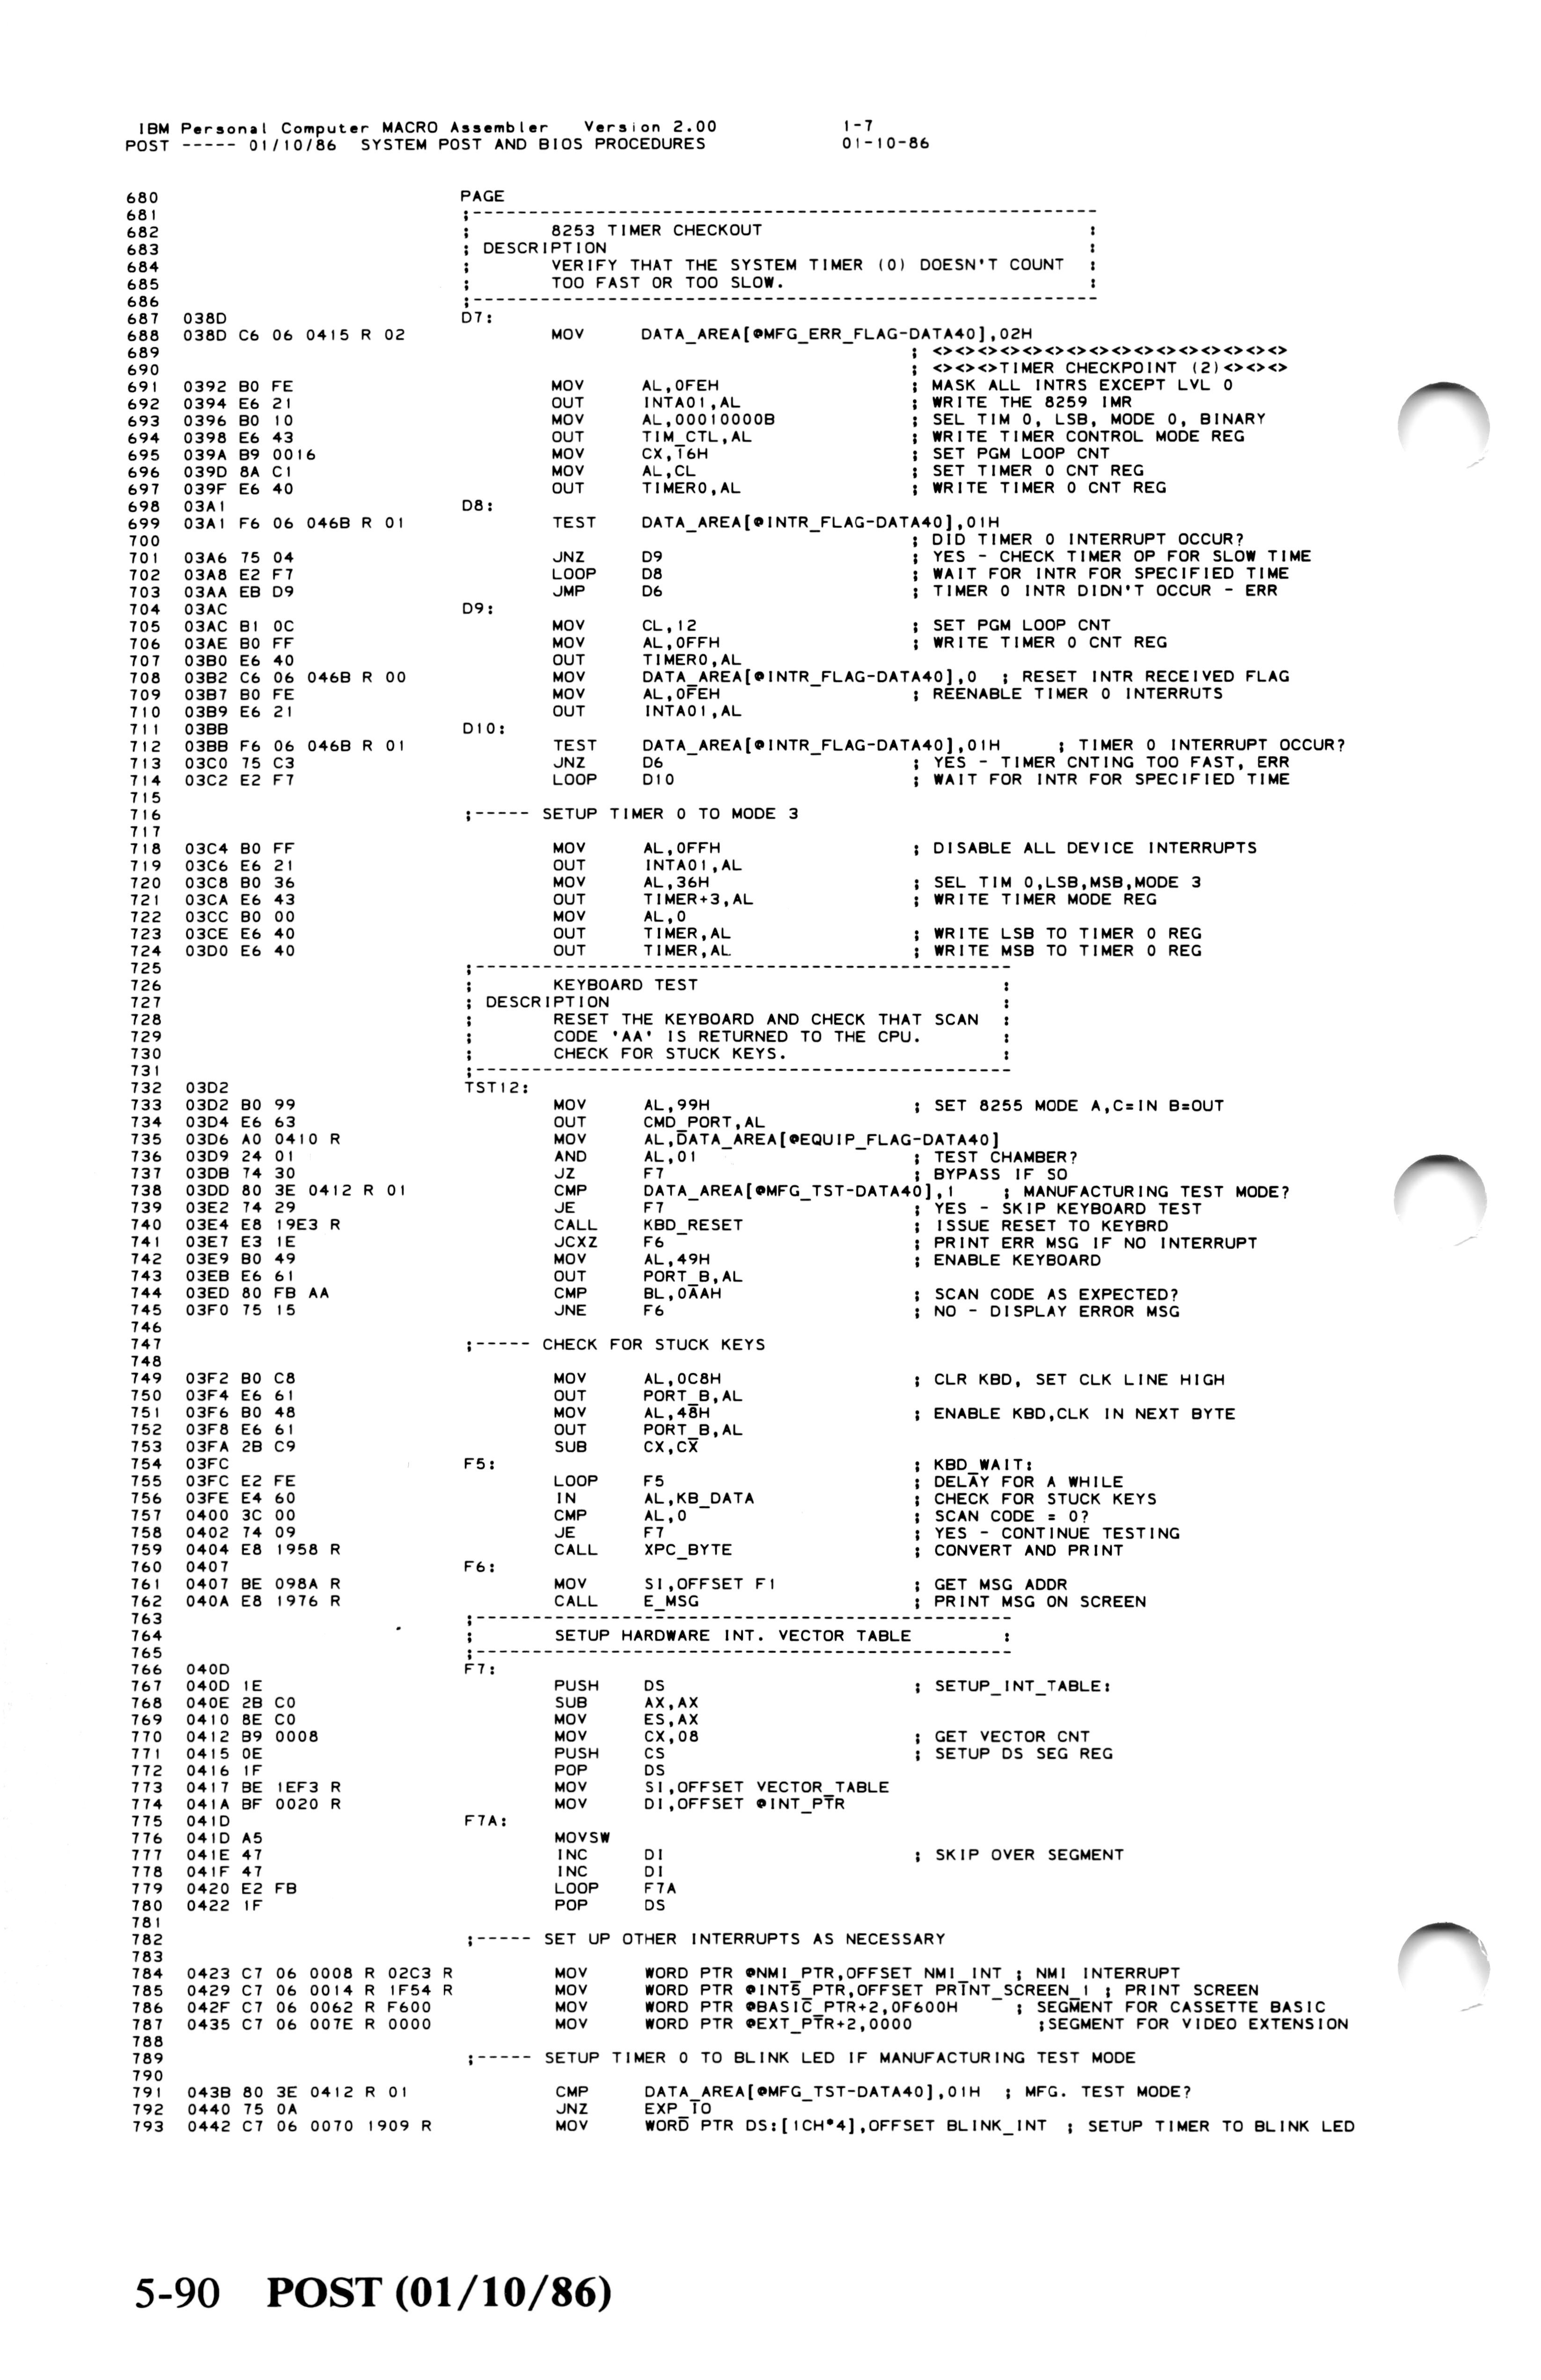 IBM Personal Computer MACRO Assembler   Version 2.00            1-7
POST ----- 01/10/86  SYSTEM POST AND BIOS PROCEDURES            01-10-86
680                          PAGE
681                          ;-------------------------------------------------------
682                          ;       8253 TIMER CHECKOUT                             :
683                          ; DESCRIPTION                                           :
684                          ;       VERIFY THAT THE SYSTEM TIMER (0) DOESN'T COUNT  :
685                          ;       TOO FAST OR TOO SLOW.                           :
686                          ;-------------------------------------------------------
687  038D                    D7:
688  038D C6 06 0415 R 02            MOV     DATA_AREA[@MFG_ERR_FLAG-DATA40],02H
689                                                          ; <><><><><><><><><><><><><><><><>
690                                                          ; <><><>TIMER CHECKPOINT (2)<><><>
691  0392 B0 FE                      MOV     AL,0FEH         ; MASK ALL INTRS EXCEPT LVL 0
692  0394 E6 21                      OUT     INTA01,AL       ; WRITE THE 8259 IMR
693  0396 B0 10                      MOV     AL,00010000B    ; SEL TIM 0, LSB, MODE 0, BINARY
694  0398 E6 43                      OUT     TIM_CTL,AL      ; WRITE TIMER CONTROL MODE REG
695  039A B9 0016                    MOV     CX,16H          ; SET PGM LOOP CNT
696  039D 8A C1                      MOV     AL,CL           ; SET TIMER 0 CNT REG
697  039F E6 40                      OUT     TIMER0,AL       ; WRITE TIMER 0 CNT REG
698  03A1                    D8:
699  03A1 F6 06 046B R 01            TEST    DATA_AREA[@INTR_FLAG-DATA40],01H
700                                                          ; DID TIMER 0 INTERRUPT OCCUR?
701  03A6 75 04                      JNZ     D9              ; YES - CHECK TIMER OP FOR SLOW TIME
702  03A8 E2 F7                      LOOP    D8              ; WAIT FOR INTR FOR SPECIFIED TIME
703  03AA EB D9                      JMP     D6              ; TIMER 0 INTR DIDN'T OCCUR - ERR
704  03AC                    D9:
705  03AC B1 0C                      MOV     CL,12           ; SET PGM LOOP CNT
706  03AE B0 FF                      MOV     AL,0FFH         ; WRITE TIMER 0 CNT REG
707  03B0 E6 40                      OUT     TIMER0,AL
708  03B2 C6 06 046B R 00            MOV     DATA_AREA[@INTR_FLAG-DATA40],0  ; RESET INTR RECEIVED FLAG
709  03B7 B0 FE                      MOV     AL,0FEH         ; REENABLE TIMER 0 INTERRUTS
710  03B9 E6 21                      OUT     INTA01,AL
711  03BB                    D10:
712  03BB F6 06 046B R 01            TEST    DATA_AREA[@INTR_FLAG-DATA40],01H     ; TIMER 0 INTERRUPT OCCUR?
713  03C0 75 C3                      JNZ     D6              ; YES - TIMER CNTING TOO FAST, ERR
714  03C2 E2 F7                      LOOP    D10             ; WAIT FOR INTR FOR SPECIFIED TIME
715
716                          ;----- SETUP TIMER 0 TO MODE 3
717
718  03C4 B0 FF                      MOV     AL,0FFH         ; DISABLE ALL DEVICE INTERRUPTS
719  03C6 E6 21                      OUT     INTA01,AL
720  03C8 B0 36                      MOV     AL,36H          ; SEL TIM 0,LSB,MSB,MODE 3
721  03CA E6 43                      OUT     TIMER+3,AL      ; WRITE TIMER MODE REG
722  03CC B0 00                      MOV     AL,0
723  03CE E6 40                      OUT     TIMER,AL        ; WRITE LSB TO TIMER 0 REG
724  03D0 E6 40                      OUT     TIMER,AL        ; WRITE MSB TO TIMER 0 REG
725                          ;-----------------------------------------------
726                          ;       KEYBOARD TEST                           :
727                          ; DESCRIPTION                                   :
728                          ;       RESET THE KEYBOARD AND CHECK THAT SCAN  :
729                          ;       CODE 'AA' IS RETURNED TO THE CPU.       :
730                          ;       CHECK FOR STUCK KEYS.                   :
731                          ;-----------------------------------------------
732  03D2                    TST12:
733  03D2 B0 99                      MOV     AL,99H          ; SET 8255 MODE A,C=IN B=OUT
734  03D4 E6 63                      OUT     CMD_PORT,AL
735  03D6 A0 0410 R                  MOV     AL,DATA_AREA[@EQUIP_FLAG-DATA40]
736  03D9 24 01                      AND     AL,01           ; TEST CHAMBER?
737  03DB 74 30                      JZ      F7              ; BYPASS IF SO
738  03DD 80 3E 0412 R 01            CMP     DATA_AREA[@MFG_TST-DATA40],1    ; MANUFACTURING TEST MODE?
739  03E2 74 29                      JE      F7              ; YES - SKIP KEYBOARD TEST
740  03E4 E8 19E3 R                  CALL    KBD_RESET       ; ISSUE RESET TO KEYBRD
741  03E7 E3 1E                      JCXZ    F6              ; PRINT ERR MSG IF NO INTERRUPT
742  03E9 B0 49                      MOV     AL,49H          ; ENABLE KEYBOARD
743  03EB E6 61                      OUT     PORT_B,AL
744  03ED 80 FB AA                   CMP     BL,0AAH         ; SCAN CODE AS EXPECTED?
745  03F0 75 15                      JNE     F6              ; NO - DISPLAY ERROR MSG
746
747                          ;----- CHECK FOR STUCK KEYS
748
749  03F2 B0 C8                      MOV     AL,0C8H         ; CLR KBD, SET CLK LINE HIGH
750  03F4 E6 61                      OUT     PORT_B,AL
751  03F6 B0 48                      MOV     AL,48H          ; ENABLE KBD,CLK IN NEXT BYTE
752  03F8 E6 61                      OUT     PORT_B,AL
753  03FA 2B C9                      SUB     CX,CX
754  03FC                    F5:                             ; KBD_WAIT:
755  03FC E2 FE                      LOOP    F5              ; DELAY FOR A WHILE
756  03FE E4 60                      IN      AL,KB_DATA      ; CHECK FOR STUCK KEYS
757  0400 3C 00                      CMP     AL,0            ; SCAN CODE = 0?
758  0402 74 09                      JE      F7              ; YES - CONTINUE TESTING
759  0404 E8 1958 R                  CALL    XPC_BYTE        ; CONVERT AND PRINT
760  0407                    F6:
761  0407 BE 098A R                  MOV     SI,OFFSET F1    ; GET MSG ADDR
762  040A E8 1976 R                  CALL    E_MSG           ; PRINT MSG ON SCREEN
763                          ;-----------------------------------------------
764                          ;       SETUP HARDWARE INT. VECTOR TABLE        :
765                          ;-----------------------------------------------
766  040D                    F7:
767  040D 1E                         PUSH    DS              ; SETUP_INT_TABLE:
768  040E 2B C0                      SUB     AX,AX
769  0410 8E C0                      MOV     ES,AX
770  0412 B9 0008                    MOV     CX,08           ; GET VECTOR CNT
771  0415 0E                         PUSH    CS              ; SETUP DS SEG REG
772  0416 1F                         POP     DS
773  0417 BE 1EF3 R                  MOV     SI,OFFSET VECTOR_TABLE
774  041A BF 0020 R                  MOV     DI,OFFSET @INT_PTR
775  041D                    F7A:
776  041D A5                         MOVSW
777  041E 47                         INC     DI              ; SKIP OVER SEGMENT
778  041F 47                         INC     DI
779  0420 E2 FB                      LOOP    F7A
780  0422 1F                         POP     DS
781
782                          ;----- SET UP OTHER INTERRUPTS AS NECESSARY
783
784  0423 C7 06 0008 R 02C3 R        MOV     WORD PTR @NMI_PTR,OFFSET NMI_INT ; NMI INTERRUPT
785  0429 C7 06 0014 R 1F54 R        MOV     WORD PTR @INT5_PTR,OFFSET PRINT_SCREEN_1 ; PRINT SCREEN
786  042F C7 06 0062 R F600          MOV     WORD PTR @BASIC_PTR+2,0F600H     ; SEGMENT FOR CASSETTE BASIC
787  0435 C7 06 007E R 0000          MOV     WORD PTR @EXT_PTR+2,0000           ;SEGMENT FOR VIDEO EXTENSION
788
789                          ;----- SETUP TIMER 0 TO BLINK LED IF MANUFACTURING TEST MODE
790
791  043B 80 3E 0412 R 01            CMP     DATA_AREA[@MFG_TST-DATA40],01H  ; MFG. TEST MODE?
792  0440 75 0A                      JNZ     EXP_IO
793  0442 C7 06 0070 1909 R          MOV     WORD PTR DS:[1CH*4],OFFSET BLINK_INT  ; SETUP TIMER TO BLINK LED
5-90   POST (01/10/86)